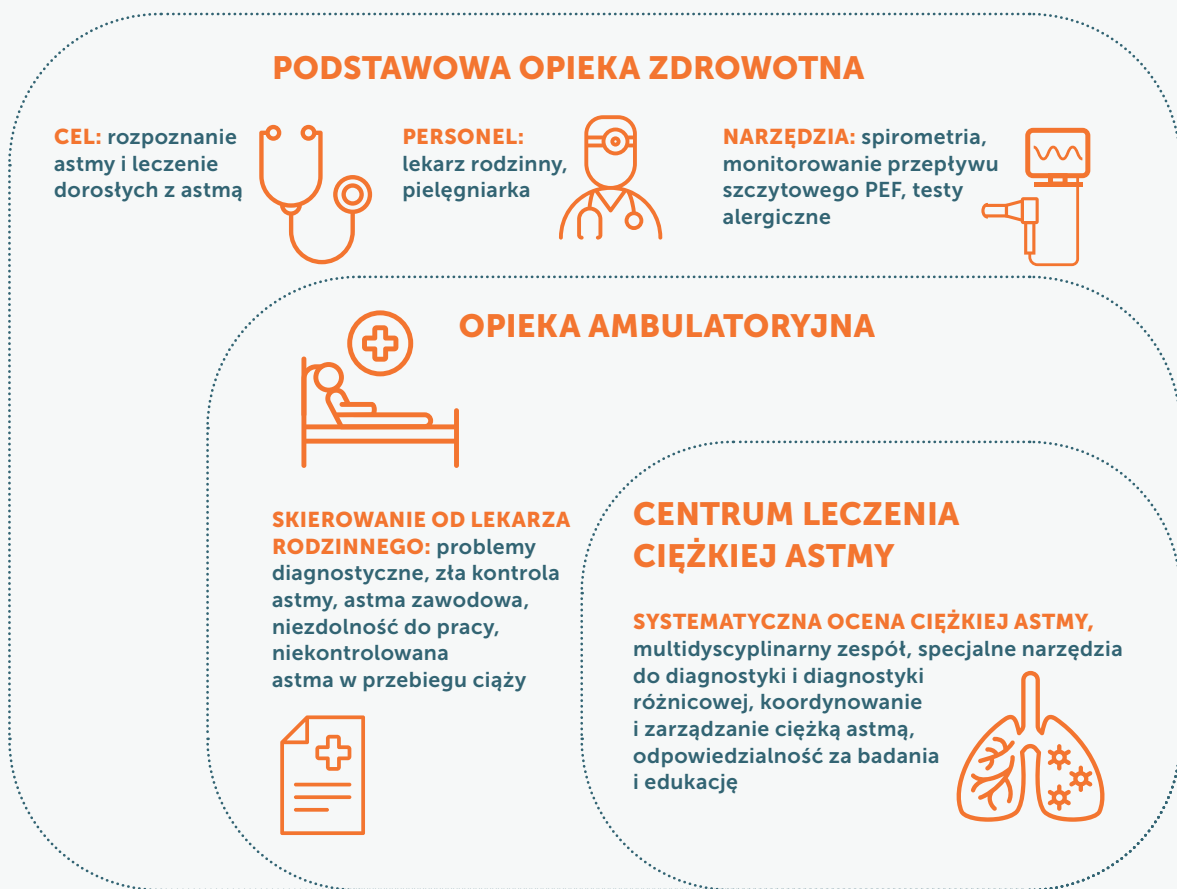 PODSTAWOWA OPIEKA ZDROWOTNA
CEL: rozpoznanie
astmy i leczenie
dorosłych z astmą
PERSONEL:
lekarz rodzinny,
pielęgniarka
NARZĘDZIA: spirometria,
monitorowanie przepływu
szczytowego PEF, testy
alergiczne
OPIEKA AMBULATORYJNA
SKIEROWANIE OD LEKARZA
RODZINNEGO: problemy
diagnostyczne, zła kontrola
astmy, astma zawodowa,
niezdolność do pracy,
niekontrolowana
astma w przebiegu ciąży
CENTRUM LECZENIA
CIĘŻKIEJ ASTMY
SYSTEMATYCZNA OCENA CIĘŻKIEJ ASTMY,
multidyscyplinarny zespół, specjalne narzędzia
do diagnostyki i diagnostyki
różnicowej, koordynowanie
i zarządzanie ciężką astmą,
odpowiedzialność za badania
i edukację